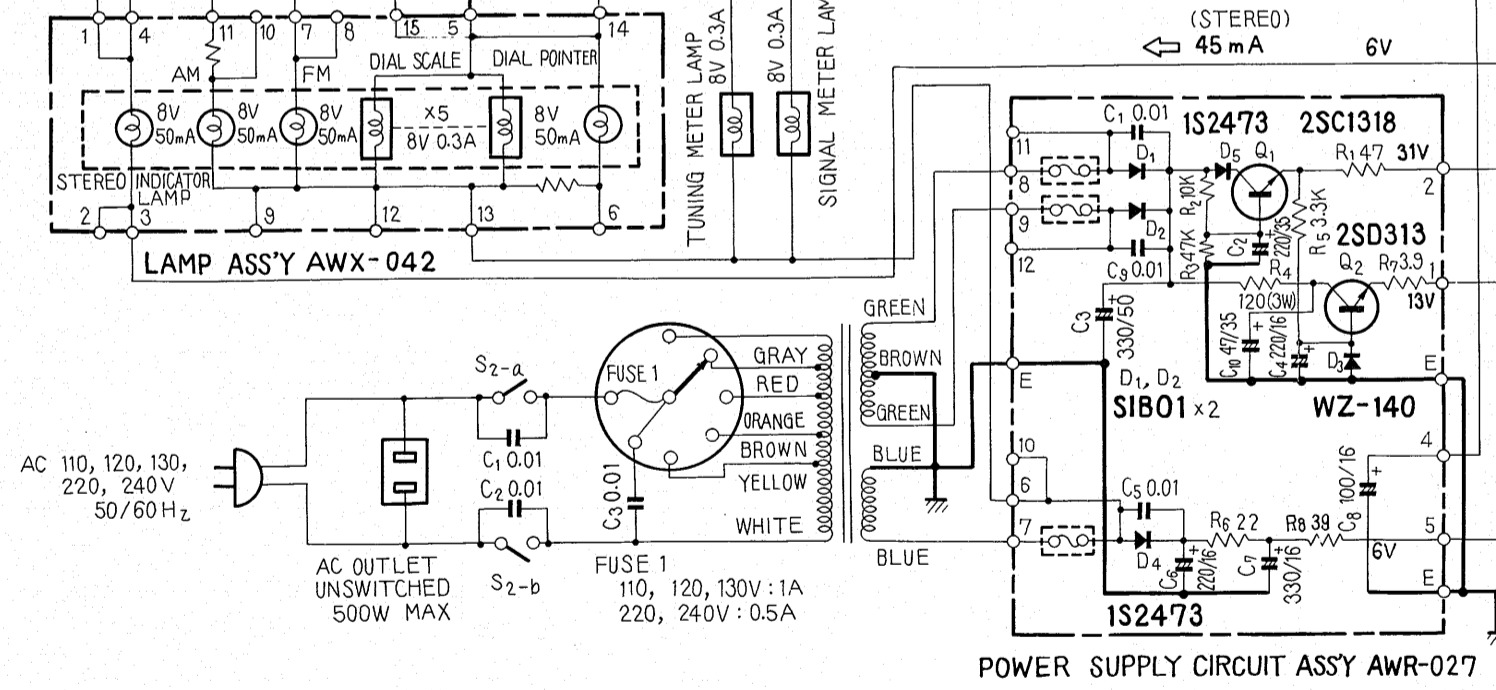 (STEREO)
45 mA
6V
1 4 11 10 7 8 15 5 14
AM
FM
DIAL SCALE
DIAL POINTER
8V
50mA
8V
50mA
8V
50mA
X5
8V 0.3A
8V
50mA
STEREO INDICATOR
LAMP
2 3 9 12 13 6
LAMP ASS'Y AWX-042
TUNING METER LAMP
8V 0.3A
8V 0.3A
SIGNAL METER LAM
AC 110, 120, 130,
220, 240V
50/60Hz
AC OUTLET
UNSWITCHED
500W MAX
S2-a
C1 0.01
C2 0.01
S2-b
FUSE 1
C3 0.01
FUSE 1
110, 120, 130V : 1A
220, 240V : 0.5A
GRAY
RED
ORANGE
BROWN
YELLOW
WHITE
GREEN
BROWN
GREEN
BLUE
BLUE
11
8
9
12
E
10
6
7
C1 0.01
D1
D2
C9 0.01
1S2473
2SC1318
D5
Q1
R1 47
31V
2
R2 10K
R3 47K
C2 220/35
R5 3.3K
2SD313
Q2
R7 3.9
1
13V
R4
120(3W)
C3
330/50
C10 47/35
C4 220/16
D3
E
D1, D2
SIB01 x2
WZ-140
4
C5 0.01
D4
C6 220/16
R6 22
C7 330/16
R8 39
C8 100/16
6V
5
E
1S2473
POWER SUPPLY CIRCUIT ASS'Y AWR-027